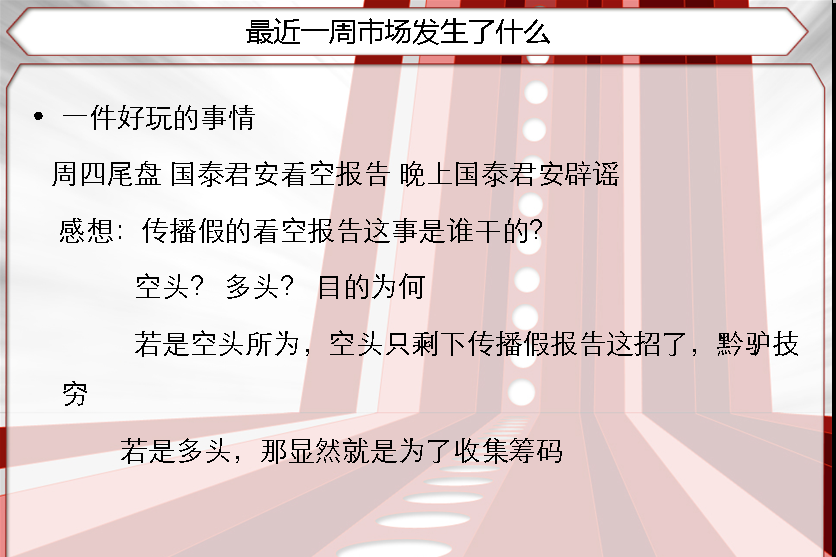 最近一周市场发生了什么
• 一件好玩的事情
周四尾盘 国泰君安看空报告 晚上国泰君安辟谣
感想：传播假的看空报告这事是谁干的？
空头？ 多头？ 目的为何
若是空头所为，空头只剩下传播假报告这招了，黔驴技
穷
若是多头，那显然就是为了收集筹码